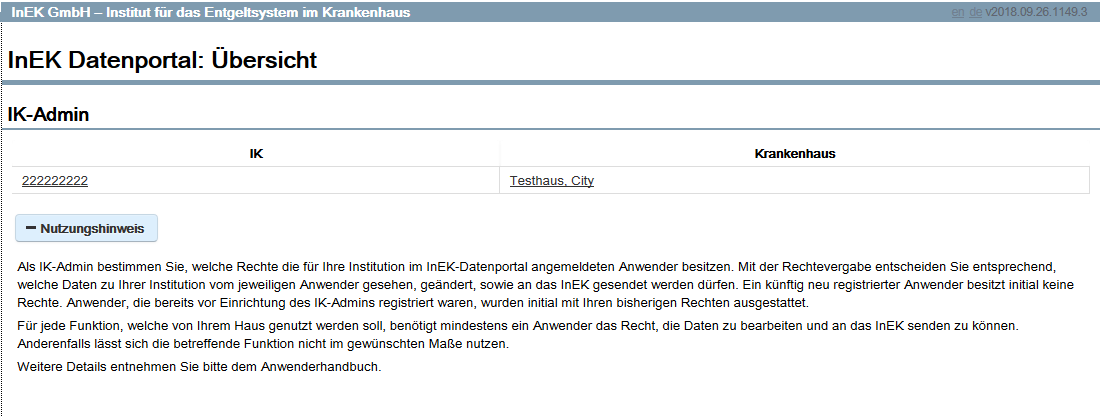 InEK GmbH – Institut für das Entgeltsystem im Krankenhaus
en de v2018.09.26.1149.3
InEK Datenportal: Übersicht
IK-Admin
IK Krankenhaus
222222222 Testhaus, City
Nutzungshinweis
Als IK-Admin bestimmen Sie, welche Rechte die für Ihre Institution im InEK-Datenportal angemeldeten Anwender besitzen. Mit der Rechtevergabe entscheiden Sie entsprechend,
welche Daten zu Ihrer Institution vom jeweiligen Anwender gesehen, geändert, sowie an das InEK gesendet werden dürfen. Ein künftig neu registrierter Anwender besitzt initial keine
Rechte. Anwender, die bereits vor Einrichtung des IK-Admins registriert waren, wurden initial mit Ihren bisherigen Rechten ausgestattet.
Für jede Funktion, welche von Ihrem Haus genutzt werden soll, benötigt mindestens ein Anwender das Recht, die Daten zu bearbeiten und an das InEK senden zu können.
Anderenfalls lässt sich die betreffende Funktion nicht im gewünschten Maße nutzen.
Weitere Details entnehmen Sie bitte dem Anwenderhandbuch.